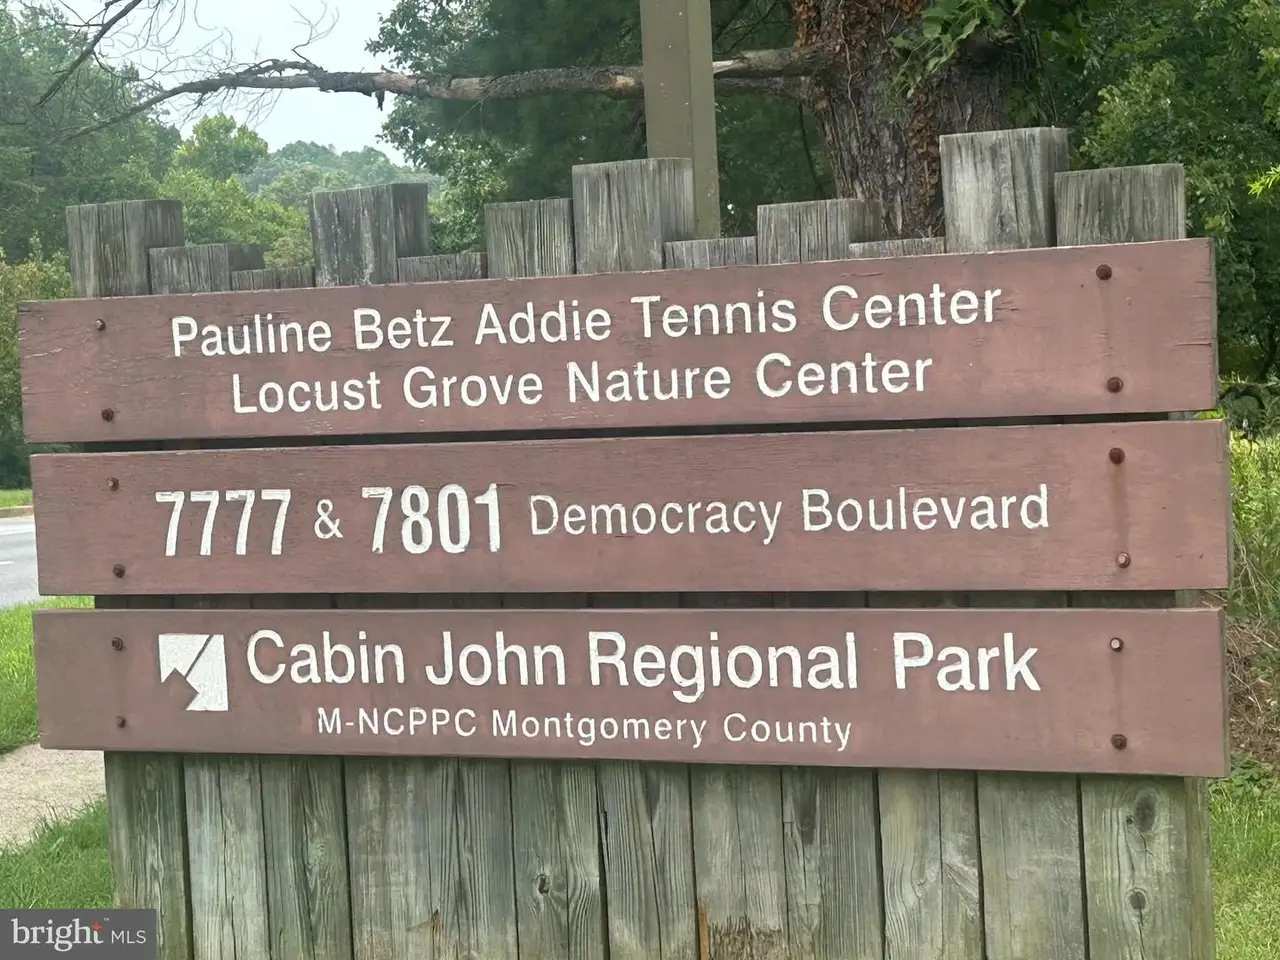 Pauline Betz Addie Tennis Center
Locust Grove Nature Center
7777 & 7801 Democracy Boulevard
Cabin John Regional Park
M-NCPPC Montgomery County
bright™ MLS